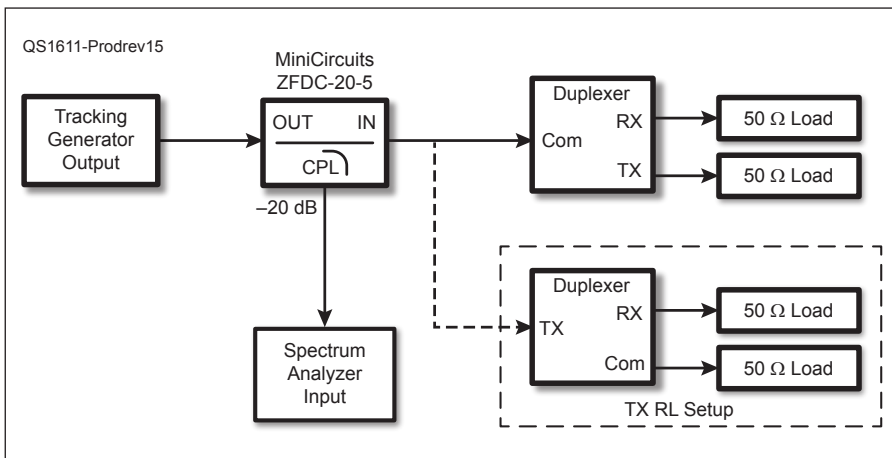 QS1611-Prodrev15
MiniCircuits
ZFDC-20-5
Tracking
Generator
Output
OUT IN
CPL
–20 dB
Spectrum
Analyzer
Input
Duplexer
RX
Com
TX
50 Ω Load
50 Ω Load
Duplexer
RX
TX
Com
50 Ω Load
50 Ω Load
TX RL Setup